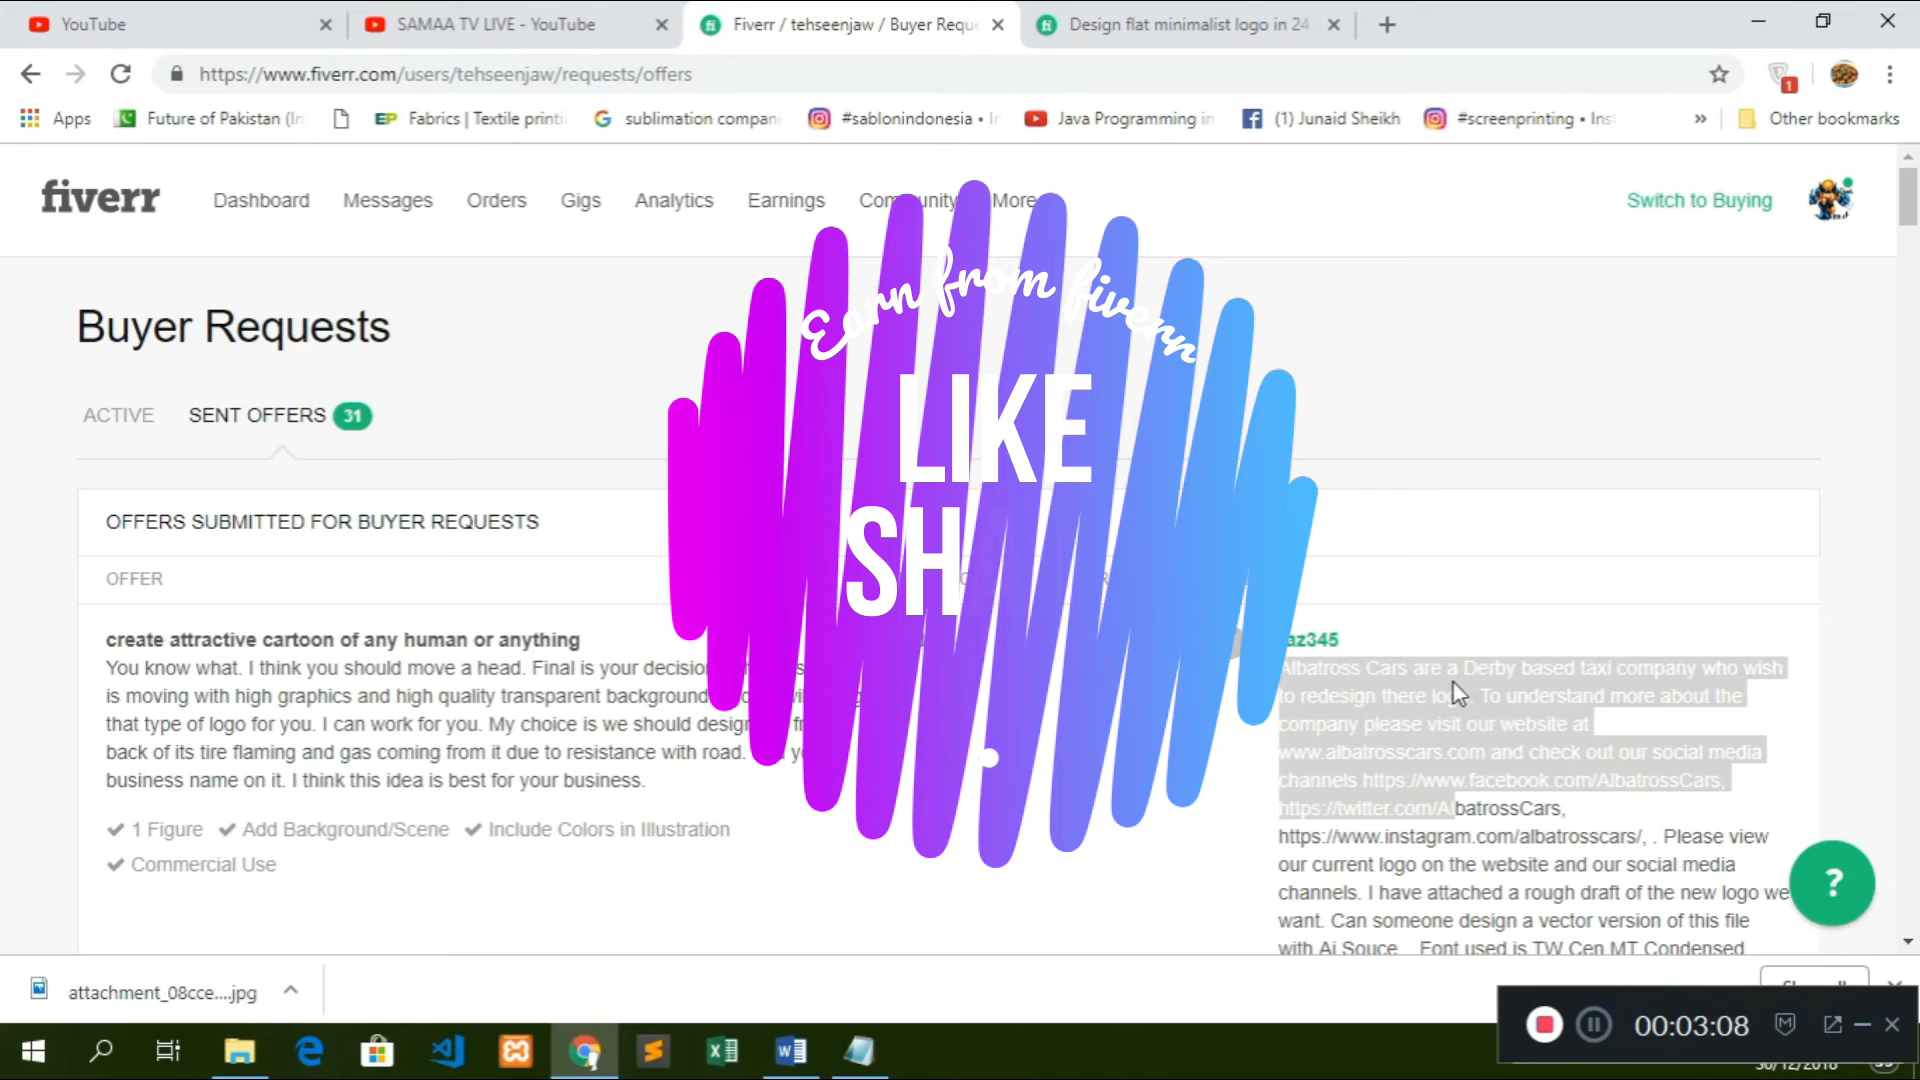 YouTube
SAMAA TV LIVE - YouTube
Fiverr / tehseenjaw / Buyer Reque
Design flat minimalist logo in 24
https://www.fiverr.com/users/tehseenjaw/requests/offers
1
Apps
Future of Pakistan (In
EP Fabrics | Textile printi
sublimation compani
#sablonindonesia • I
Java Programming in
(1) Junaid Sheikh
#screenprinting • Ins
» Other bookmarks
fiverr
Dashboard
Messages
Orders
Gigs
Analytics
Earnings
Community
More
Switch to Buying
Earn from fiverr
LIKE
SH
Buyer Requests
ACTIVE
SENT OFFERS 31
OFFERS SUBMITTED FOR BUYER REQUESTS
OFFER
create attractive cartoon of any human or anything
You know what. I think you should move a head. Final is your decision
is moving with high graphics and high quality transparent background
that type of logo for you. I can work for you. My choice is we should design
back of its tire flaming and gas coming from it due to resistance with road.
business name on it. I think this idea is best for your business.
✔ 1 Figure ✔ Add Background/Scene ✔ Include Colors in Illustration
✔ Commercial Use
az345
Albatross Cars are a Derby based taxi company who wish
to redesign there logo. To understand more about the
company please visit our website at
www.albatrosscars.com and check out our social media
channels https://www.facebook.com/AlbatrossCars,
https://twitter.com/AlbatrossCars,
https://www.instagram.com/albatrosscars/, . Please view
our current logo on the website and our social media
channels. I have attached a rough draft of the new logo we
want. Can someone design a vector version of this file
with Ai Souce Font used is TW Cen MT Condensed
?
attachment_08cce....jpg
00:03:08
30/12/2018